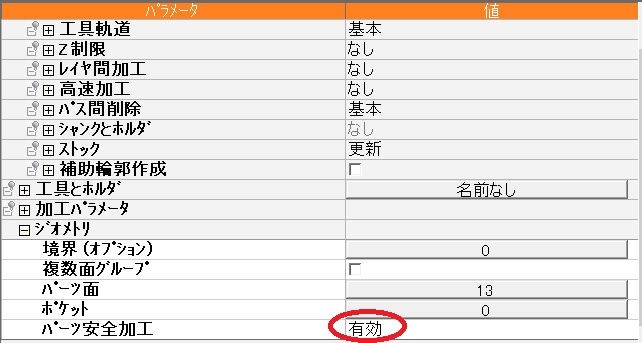 ﾊﾟﾗﾒｰﾀ 値
工具軌道 基本
Z制限 なし
ﾚｲﾔ間加工 なし
高速加工 なし
ﾊﾟｽ間削除 基本
ｼｬﾝｸとﾎﾙﾀﾞ なし
ｽﾄｯｸ 更新
補助輪郭作成
工具とﾎﾙﾀﾞ 名前なし
加工ﾊﾟﾗﾒｰﾀ
ｼﾞｵﾒﾄﾘ
境界(ｵﾌﾟｼｮﾝ) 0
複数面ｸﾞﾙｰﾌﾟ
ﾊﾟｰﾂ面 13
ﾎﾟｹｯﾄ 0
ﾊﾟｰﾂ安全加工 有効